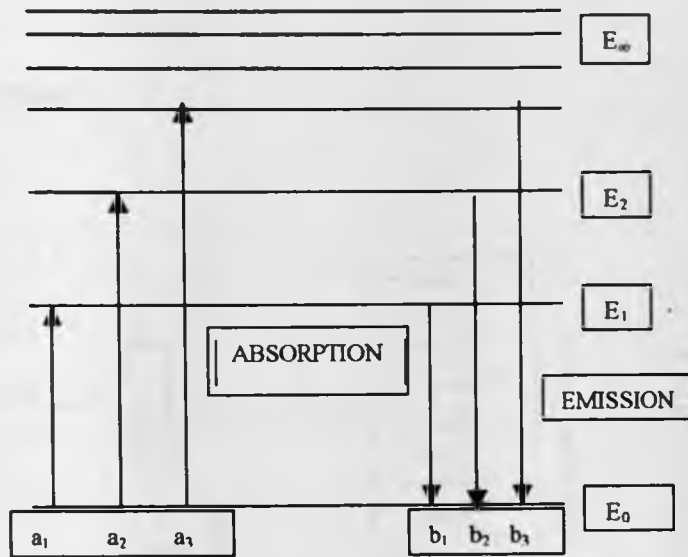 E∞
E₂
E₁
ABSORPTION
EMISSION
E₀
a₁ a₂ a₃
b₁ b₂ b₃